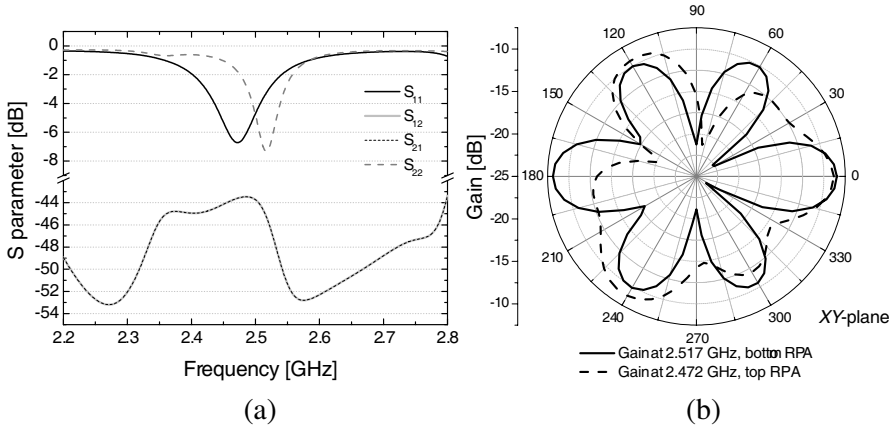 (a)
0
-2
-4
-6
-8
-44
-46
-48
-50
-52
-54
S parameter [dB]
S11
S12
S21
S22
2.2 2.3 2.4 2.5 2.6 2.7 2.8
Frequency [GHz]
(a)
(b)
-10
-15
-20
-25
-20
-15
-10
Gain [dB]
90
60
30
0
330
300
270
240
210
180
150
120
XY-plane
Gain at 2.517 GHz, bottom RPA
Gain at 2.472 GHz, top RPA
(b)